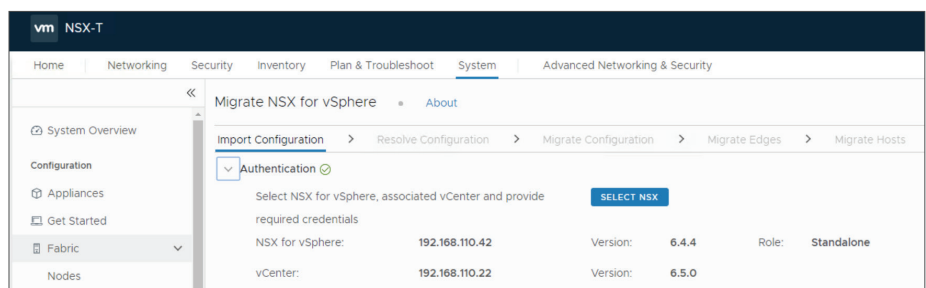 vm NSX-T
Home Networking Security Inventory Plan & Troubleshoot System Advanced Networking & Security
«
Migrate NSX for vSphere • About
System Overview
Import Configuration > Resolve Configuration > Migrate Configuration > Migrate Edges > Migrate Hosts
Configuration
Authentication
Appliances
Select NSX for vSphere, associated vCenter and provide
required credentials
SELECT NSX
Get Started
NSX for vSphere: 192.168.110.42 Version: 6.4.4 Role: Standalone
Fabric
Nodes
vCenter: 192.168.110.22 Version: 6.5.0